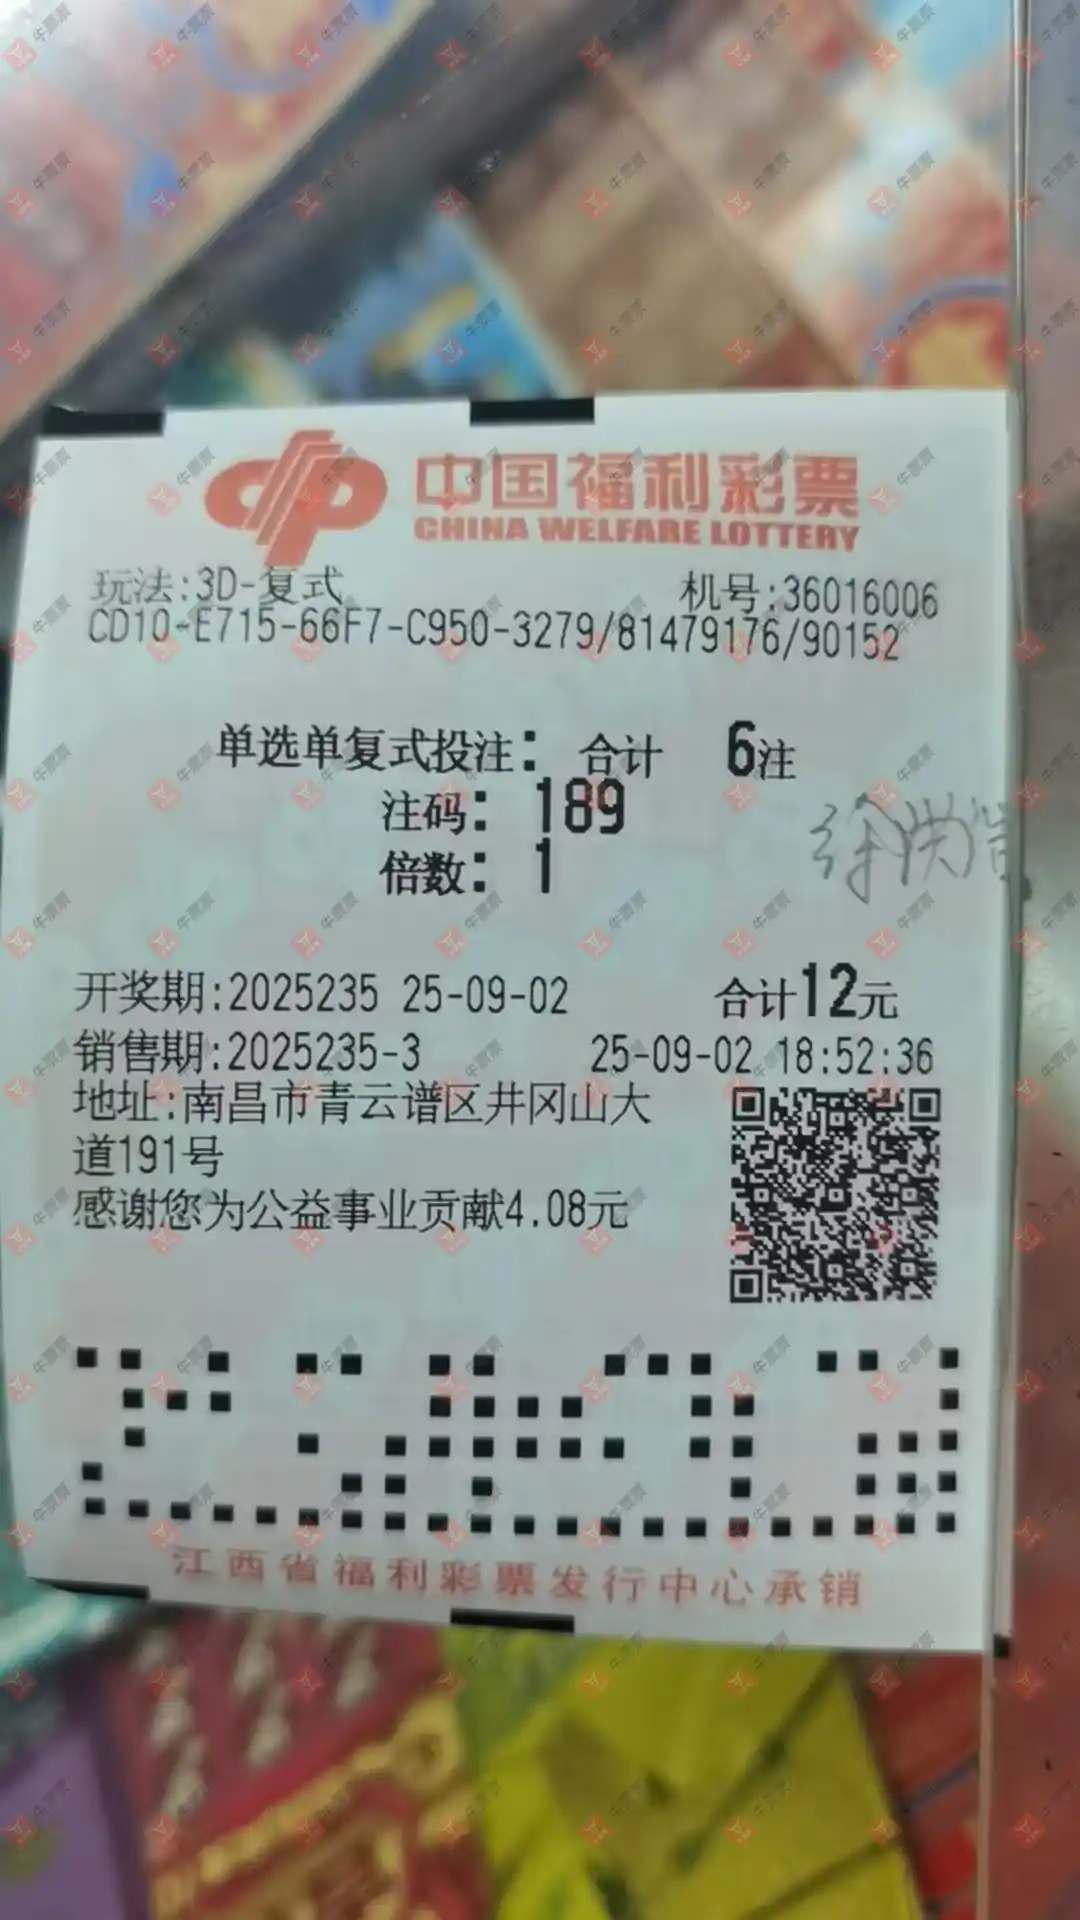 中国福利彩票
CHINA WELFARE LOTTERY
玩法:3D-复式 机号:36016006
CD10-E715-66F7-C950-3279/81479176/90152
单选单复式投注: 合计 6注
注码: 189
倍数: 1
徐洪
开奖期:2025235 25-09-02 合计12元
销售期:2025235-3 25-09-02 18:52:36
地址:南昌市青云谱区井冈山大
道191号
感谢您为公益事业贡献4.08元
江西省福利彩票发行中心承销
牛票票